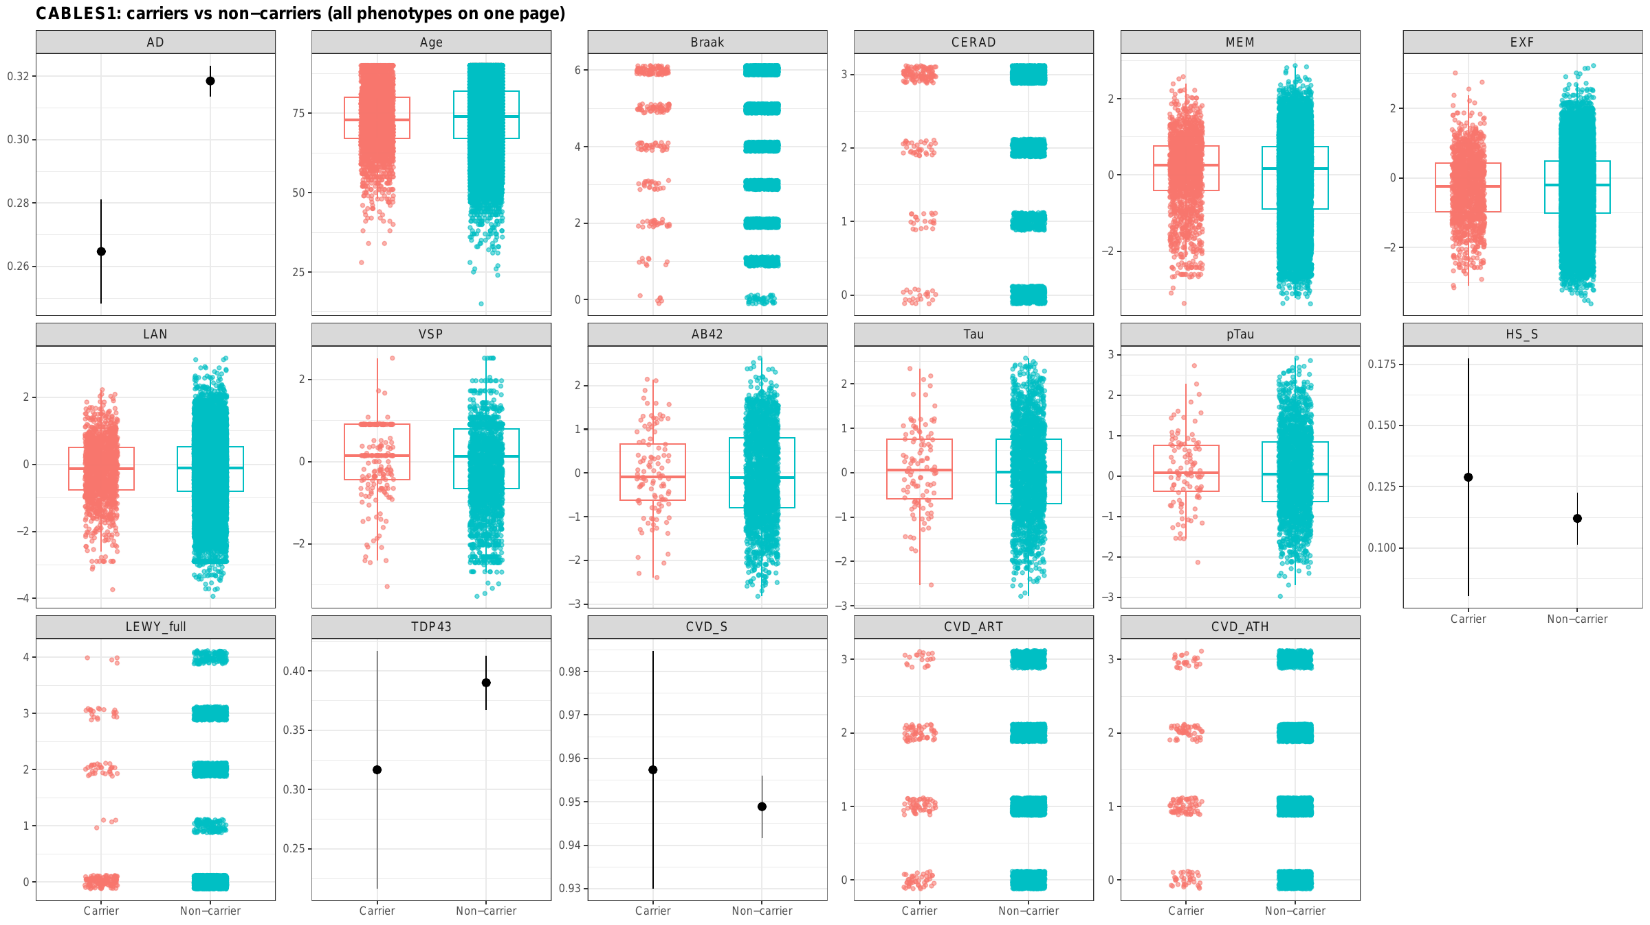 CABLES1: carriers vs non−carriers (all phenotypes on one page)
AD
Age
Braak
CERAD
MEM
EXF
0.32
0.30
0.28
0.26
75
50
25
6
4
2
0
3
2
1
0
2
0
−2
2
0
−2
LAN
VSP
AB42
Tau
pTau
HS_S
2
0
−2
−4
2
0
−2
2
1
0
−1
−2
−3
2
1
0
−1
−2
−3
3
2
1
0
−1
−2
−3
0.175
0.150
0.125
0.100
Carrier
Non−carrier
LEWY_full
TDP43
CVD_S
CVD_ART
CVD_ATH
4
3
2
1
0
0.40
0.35
0.30
0.25
0.98
0.97
0.96
0.95
0.94
0.93
3
2
1
0
3
2
1
0
Carrier
Non−carrier
Carrier
Non−carrier
Carrier
Non−carrier
Carrier
Non−carrier
Carrier
Non−carrier